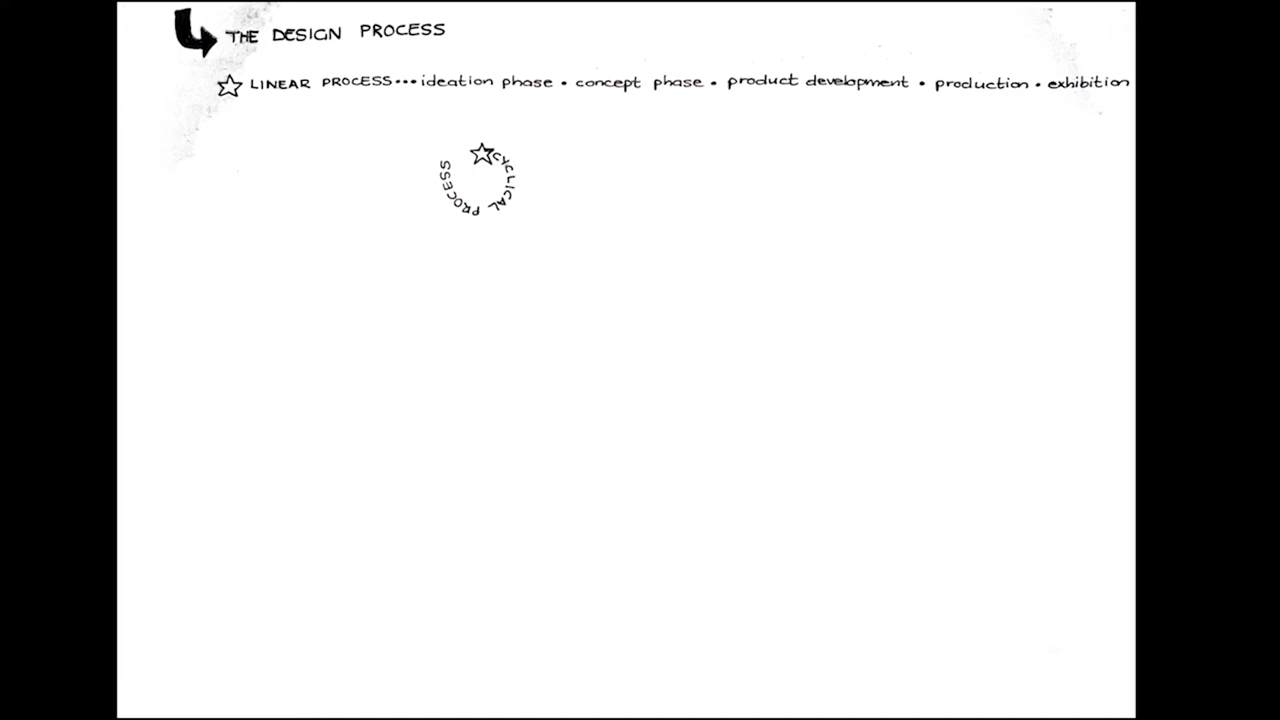 THE DESIGN PROCESS
LINEAR PROCESS...ideation phase • concept phase • product development • production • exhibition
CYCLICAL PROCESS